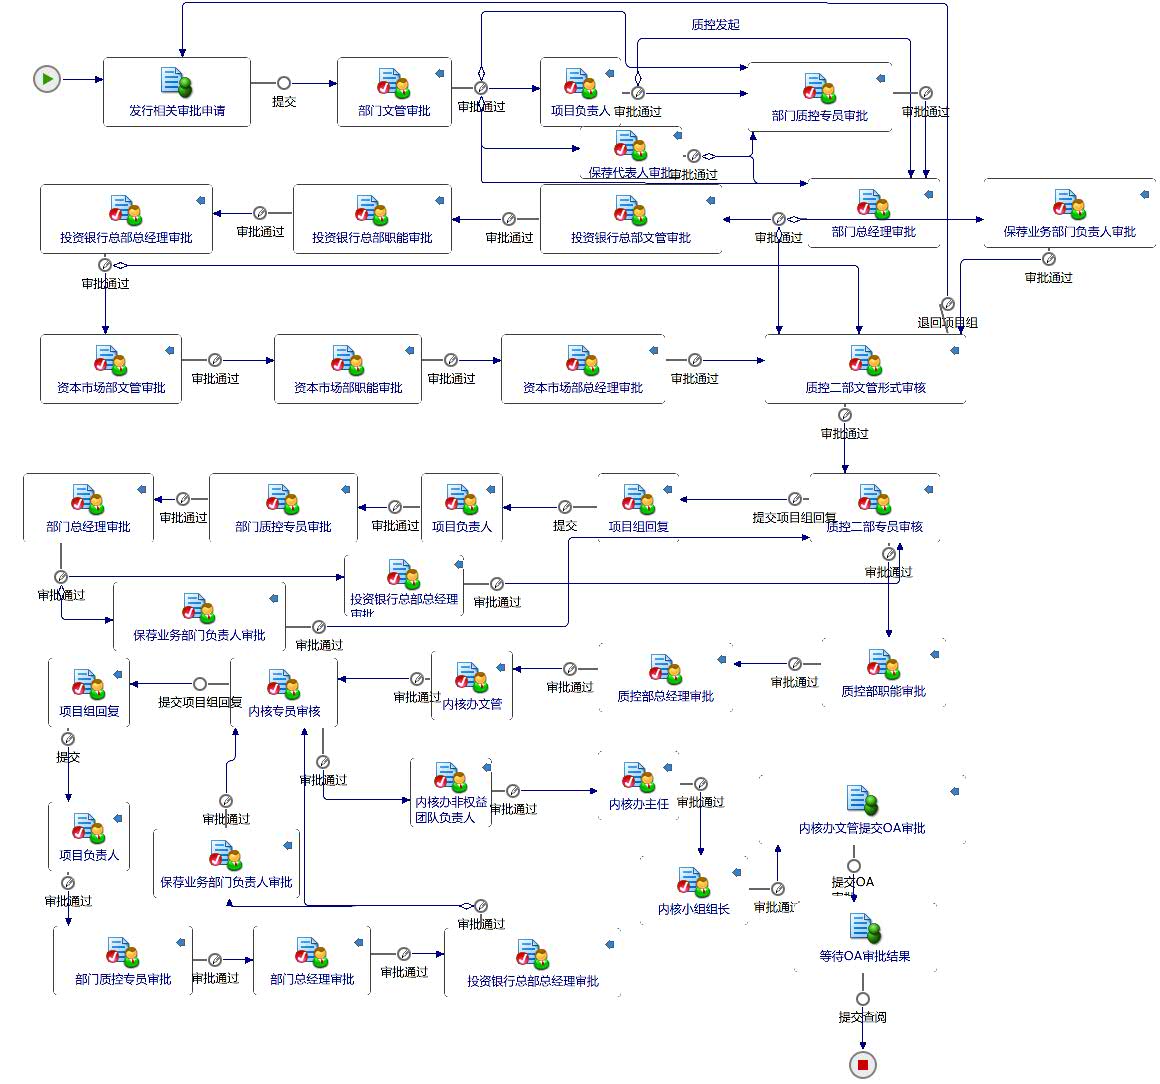 质控发起
发行相关审批申请
提交
部门文管审批
审批通过
项目负责人
审批通过
部门质控专员审批
审批通过
保荐代表人审批
审批通过
投资银行总部总经理审批
审批通过
投资银行总部职能审批
审批通过
投资银行总部文管审批
审批通过
部门总经理审批
保荐业务部门负责人审批
审批通过
审批通过
退回项目组
资本市场部文管审批
审批通过
资本市场部职能审批
审批通过
资本市场部总经理审批
审批通过
质控二部文管形式审核
审批通过
部门总经理审批
审批通过
部门质控专员审批
审批通过
项目负责人
提交
项目组回复
提交项目组回复
质控二部专员审核
审批通过
审批通过
投资银行总部总经理
审批
审批通过
保荐业务部门负责人审批
审批通过
项目组回复
提交项目组回复
内核专员审核
审批通过
内核办文管
审批通过
质控部总经理审批
审批通过
质控部职能审批
提交
审批通过
审批通过
内核办非权益
团队负责人
审批通过
内核办主任
审批通过
内核办文管提交OA审批
项目负责人
审批通过
保荐业务部门负责人审批
审批通过
内核小组组长
审批通过
提交OA
审批
部门质控专员审批
审批通过
部门总经理审批
审批通过
投资银行总部总经理审批
等待OA审批结果
提交查阅